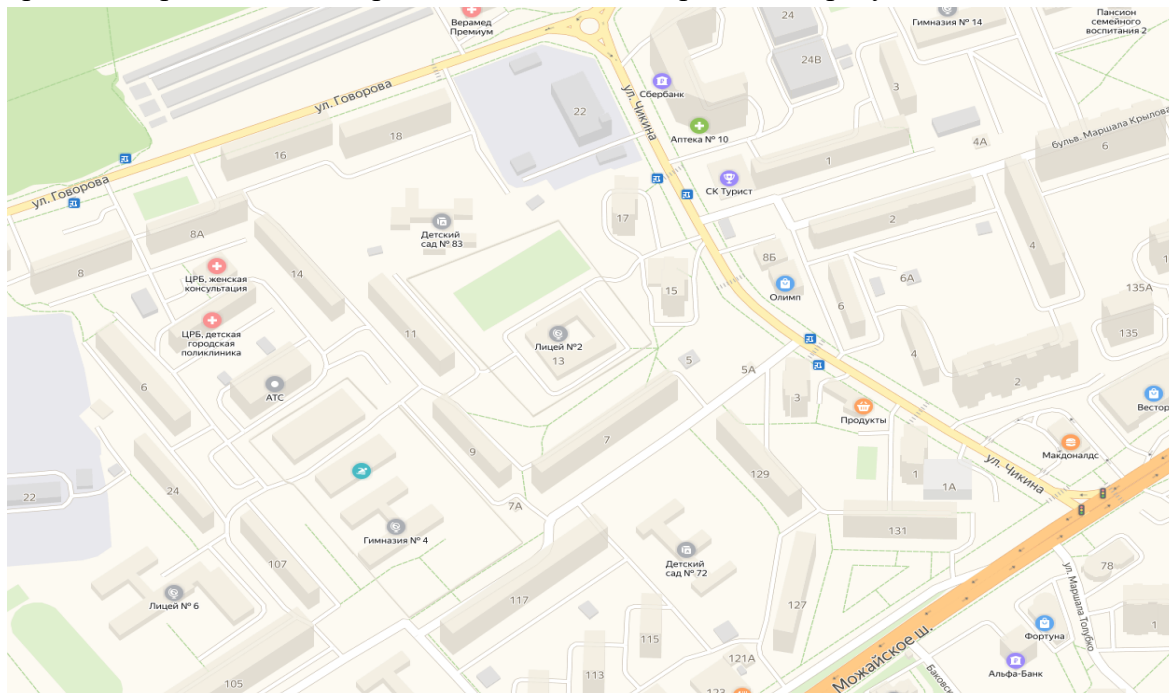 Верамед
Премиум
24
Гимназия № 14
Пансион
семейного
воспитания 2
24В
Сбербанк
3
ул. Говорова
ул. Чикина
22
18
Аптека № 10
4А
бульв. Маршала Крылова
6
16
1
СК Турист
4
ул. Говорова
17
2
8А
Детский
сад № 83
8
14
ЦРБ, женская
консультация
8Б
6А
Олимп
15
135А
6
11
ЦРБ, детская
городская
поликлиника
Лицей №2
13
135
4
5
5А
2
6
АТС
3
Продукты
Вестор
7
9
Макдоналдс
129
1
1А
ул. Чикина
24
22
7А
Гимназия № 4
131
Детский
сад № 72
107
78
ул. Маршала Толубко
Лицей № 6
117
127
115
Фортуна
1
Можайское ш.
121А
Альфа-Банк
113
105
123